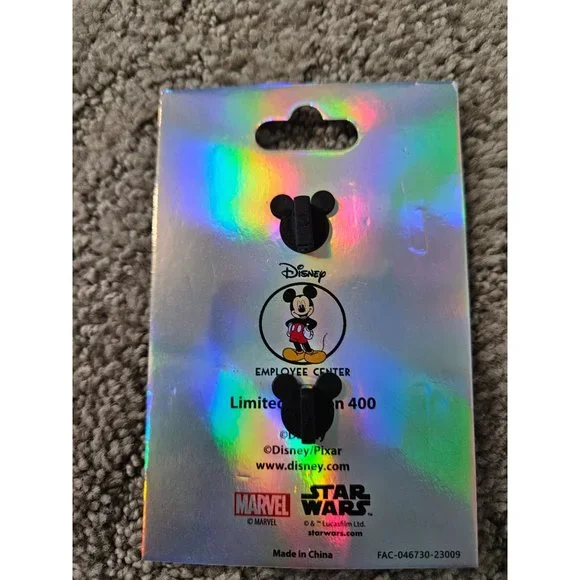 Disney
EMPLOYEE CENTER
Limited n 400
©Disney
©Disney/Pixar
www.disney.com
MARVEL
© MARVEL
STAR
WARS
© & ™ Lucasfilm Ltd.
starwars.com
Made in China
FAC-046730-23009